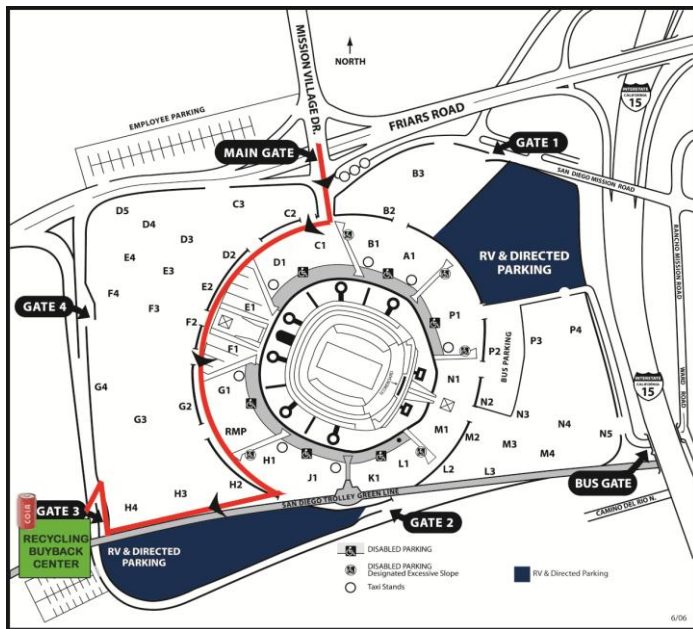 MISSION VILLAGE DR.
NORTH
INTERSTATE
CALIFORNIA
15
EMPLOYEE PARKING
FRIARS ROAD
MAIN GATE
GATE 1
SAN DIEGO MISSION ROAD
B3
RANCHO MISSION ROAD
D5
C3
D4
C2
B2
D3
C1
B1
E4
D2
D1
A1
RV & DIRECTED
PARKING
E3
F4
E2
F3
E1
P1
GATE 4
F2
F1
P2
BUS PARKING
P3
P4
G4
G1
N1
WARD ROAD
INTERSTATE
CALIFORNIA
15
G3
G2
N2
RMP
M1
N3
N4
N5
M2
M3
M4
H1
L1
L2
L3
J1
K1
H3
H2
H4
SAN DIEGO TROLLEY GREEN LINE
BUS GATE
GATE 3
GATE 2
CAMINO DEL RIO N.
RECYCLING
BUYBACK
CENTER
RV & DIRECTED
PARKING
DISABLED PARKING
DISABLED PARKING
Designated Excessive Slope
Taxi Stands
RV & Directed Parking
6/06